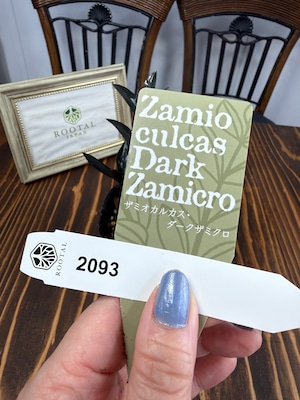 ROOTAL
JAPAN
Zamio
culcas
Dark
Zamicro
ザミオカルカス・
ダークザミクロ
ROOTAL
2093